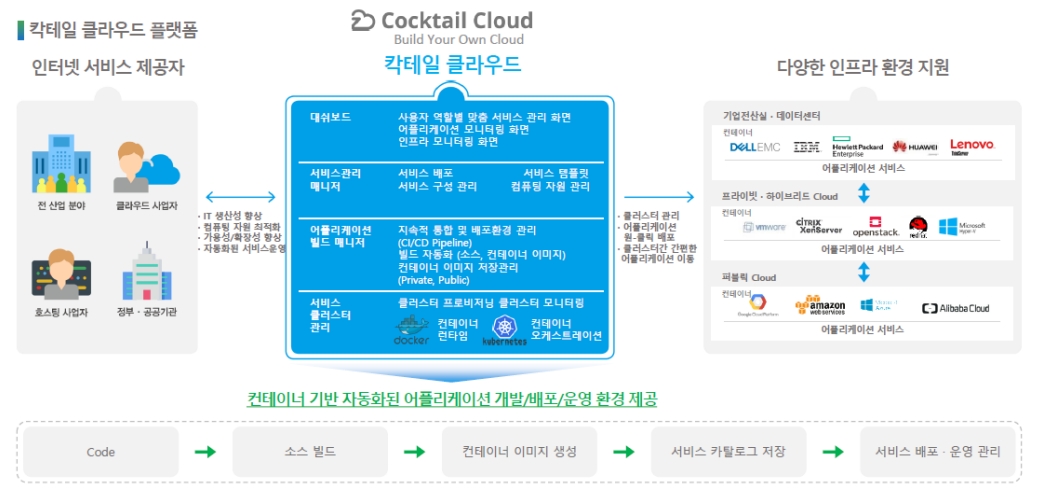 칵테일 클라우드 플랫폼
Cocktail Cloud
Build Your Own Cloud
인터넷 서비스 제공자
칵테일 클라우드
다양한 인프라 환경 지원
전 산업 분야
클라우드 사업자
호스팅 사업자
정부 · 공공기관
· IT 생산성 향상
· 컴퓨팅 자원 최적화
· 가용성/확장성 향상
· 자동화된 서비스운영
대쉬보드
사용자 역할별 맞춤 서비스 관리 화면
어플리케이션 모니터링 화면
인프라 모니터링 화면
서비스관리
매니저
서비스 배포
서비스 구성 관리
서비스 템플릿
컴퓨팅 자원 관리
어플리케이션
빌드 매니저
지속적 통합 및 배포환경 관리
(CI/CD Pipeline)
빌드 자동화 (소스, 컨테이너 이미지)
컨테이너 이미지 저장관리
(Private, Public)
서비스
클러스터
관리
클러스터 프로비저닝 클러스터 모니터링
docker
컨테이너
런타임
kubernetes
컨테이너
오케스트레이션
· 클러스터 관리
· 어플리케이션
원-클릭 배포
· 클러스터간 간편한
어플리케이션 이동
기업전산실 · 데이터센터
컨테이너
DELLEMC
IBM
Hewlett Packard
Enterprise
HUAWEI
Lenovo
어플리케이션 서비스
프라이빗 · 하이브리드 Cloud
컨테이너
vmware
CITRIX
XenServer
openstack.
red hat
Microsoft
Hyper-V
어플리케이션 서비스
퍼블릭 Cloud
컨테이너
Google Cloud Platform
amazon
web services
Microsoft
Azure
Alibaba Cloud
어플리케이션 서비스
컨테이너 기반 자동화된 어플리케이션 개발/배포/운영 환경 제공
Code
소스 빌드
컨테이너 이미지 생성
서비스 카탈로그 저장
서비스 배포 · 운영 관리